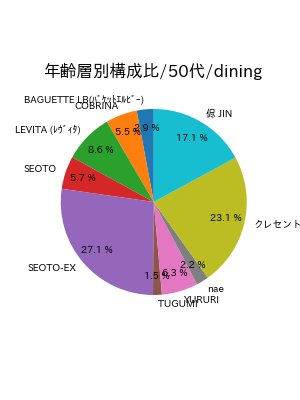 年齢層別構成比/50代/dining
BAGUETTE LB(ﾊﾞｹｯﾄｴﾙﾋﾞｰ)
COBRINA
LEVITA (ﾚｳﾞｨﾀ)
SEOTO
SEOTO-EX
TUGUMI
YURURI
nae
クレセント
侭 JIN
2.9 %
5.5 %
8.6 %
5.7 %
27.1 %
1.5 %
6.3 %
2.2 %
23.1 %
17.1 %